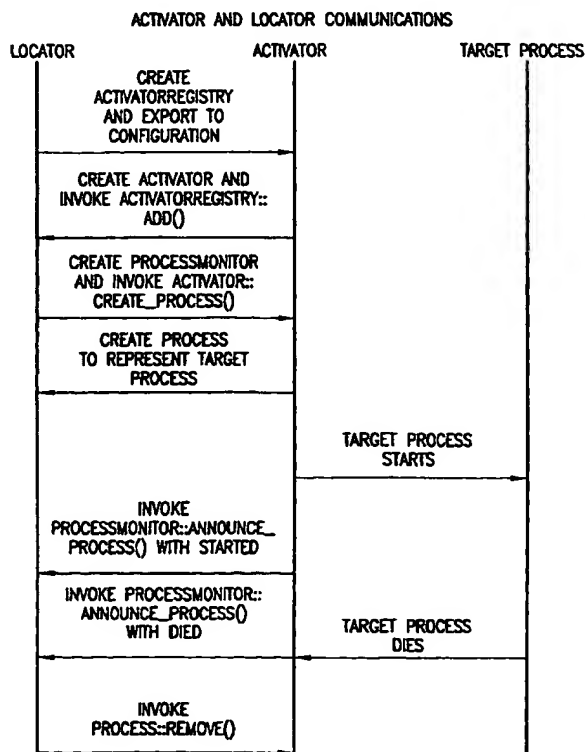 ACTIVATOR AND LOCATOR COMMUNICATIONS
LOCATOR
ACTIVATOR
TARGET PROCESS
CREATE
ACTIVATORREGISTRY
AND EXPORT TO
CONFIGURATION
CREATE ACTIVATOR AND
INVOKE ACTIVATORREGISTRY::
ADD()
CREATE PROCESSMONITOR
AND INVOKE ACTIVATOR::
CREATE_PROCESS()
CREATE PROCESS
TO REPRESENT TARGET
PROCESS
TARGET PROCESS
STARTS
INVOKE
PROCESSMONITOR::ANNOUNCE_
PROCESS() WITH STARTED
INVOKE PROCESSMONITOR::
ANNOUNCE_PROCESS()
WITH DIED
TARGET PROCESS
DIES
INVOKE
PROCESS::REMOVE()